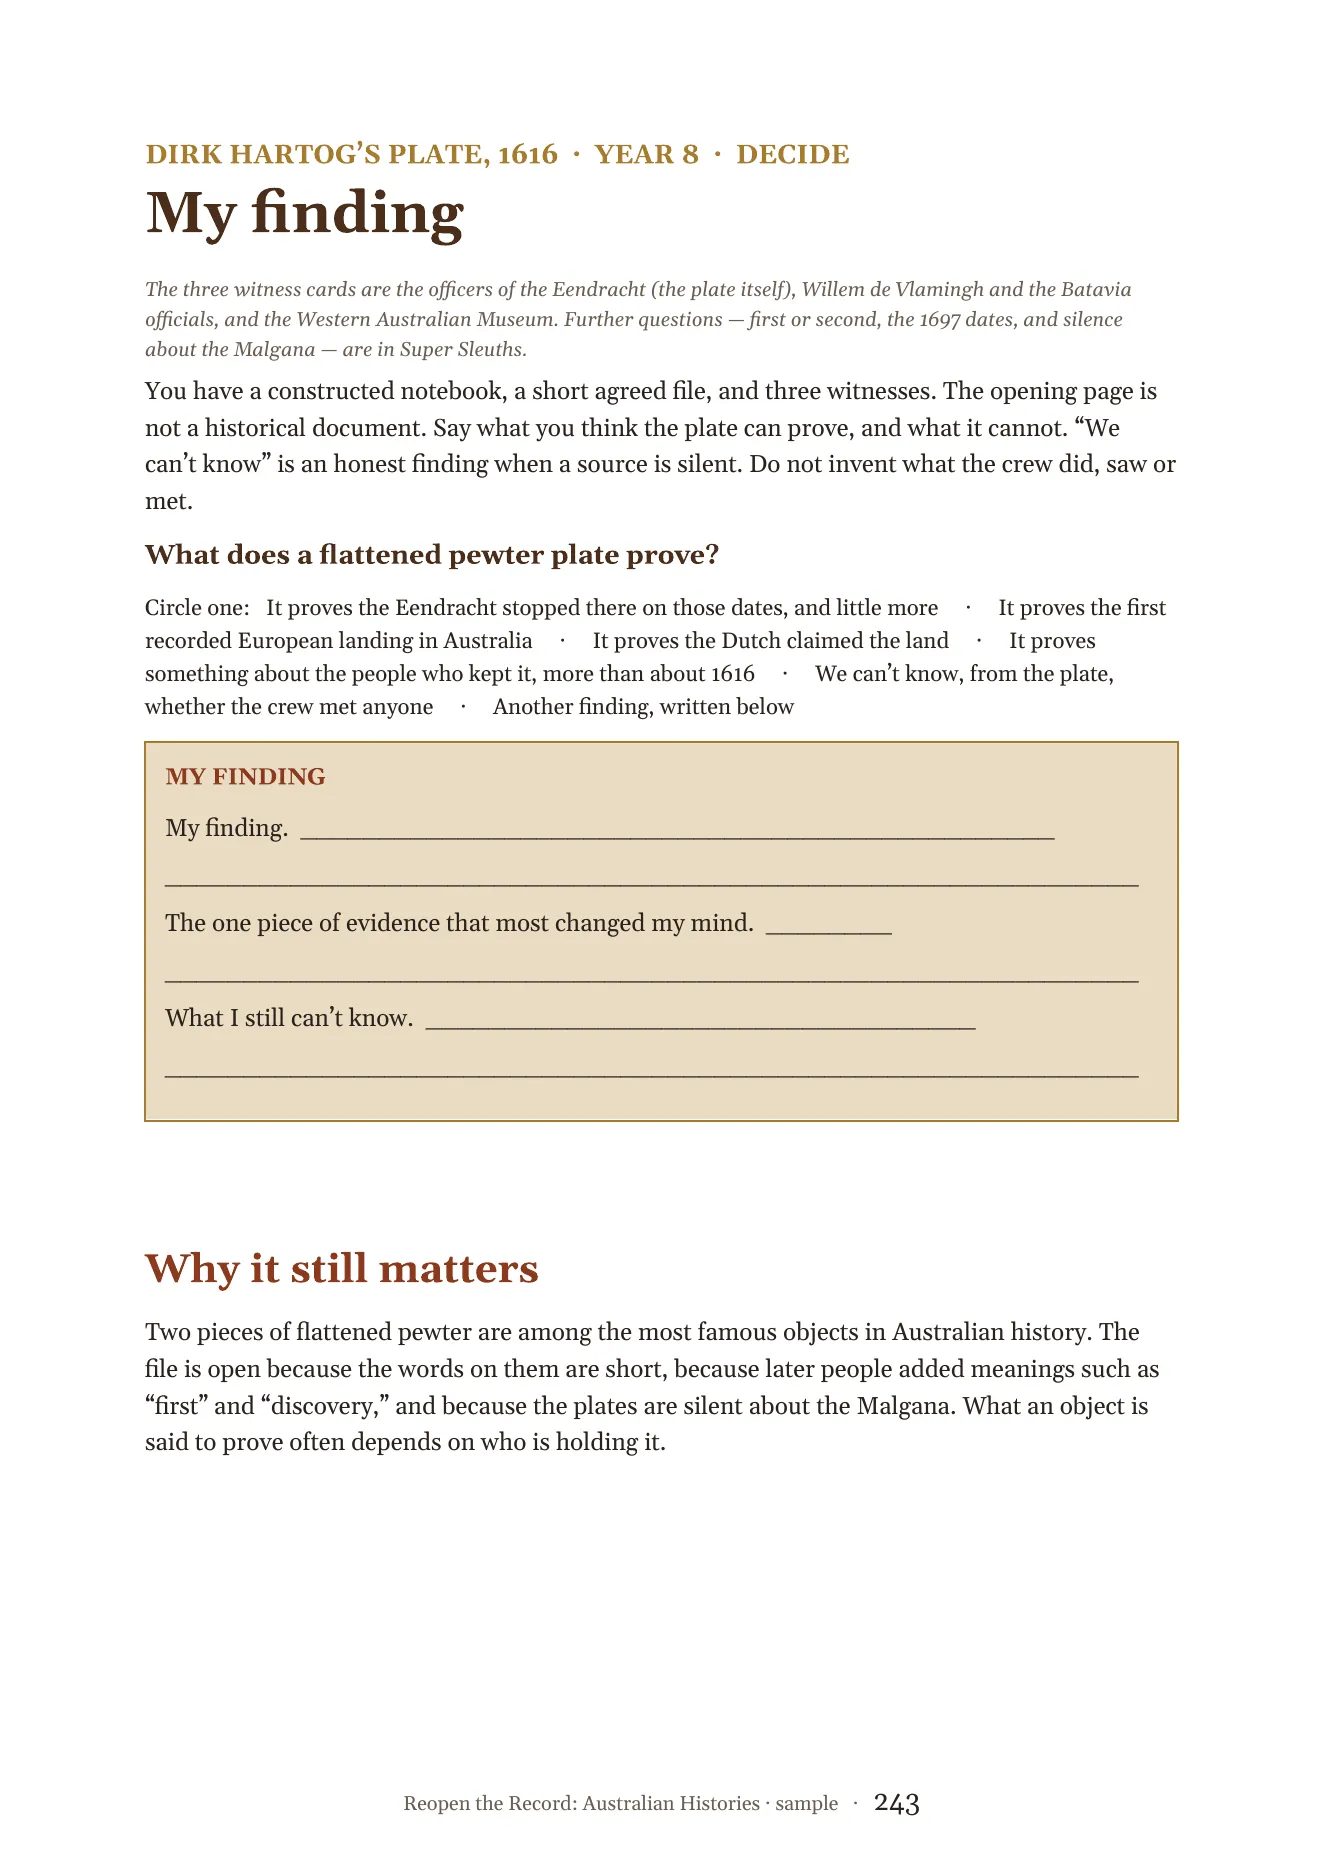 DIRK HARTOG’S PLATE, 1616 · YEAR 8 · DECIDE
My finding
The three witness cards are the officers of the Eendracht (the plate itself), Willem de Vlamingh and the Batavia
officials, and the Western Australian Museum. Further questions — first or second, the 1697 dates, and silence
about the Malgana — are in Super Sleuths.
You have a constructed notebook, a short agreed file, and three witnesses. The opening page is
not a historical document. Say what you think the plate can prove, and what it cannot. “We
can’t know” is an honest finding when a source is silent. Do not invent what the crew did, saw or
met.
What does a flattened pewter plate prove?
Circle one: It proves the Eendracht stopped there on those dates, and little more · It proves the first
recorded European landing in Australia · It proves the Dutch claimed the land · It proves
something about the people who kept it, more than about 1616 · We can’t know, from the plate,
whether the crew met anyone · Another finding, written below
MY FINDING
My finding. ____________________
____________________
The one piece of evidence that most changed my mind. ________
____________________
What I still can’t know. ____________________
____________________
Why it still matters
Two pieces of flattened pewter are among the most famous objects in Australian history. The
file is open because the words on them are short, because later people added meanings such as
“first” and “discovery,” and because the plates are silent about the Malgana. What an object is
said to prove often depends on who is holding it.
Reopen the Record: Australian Histories · sample · 243